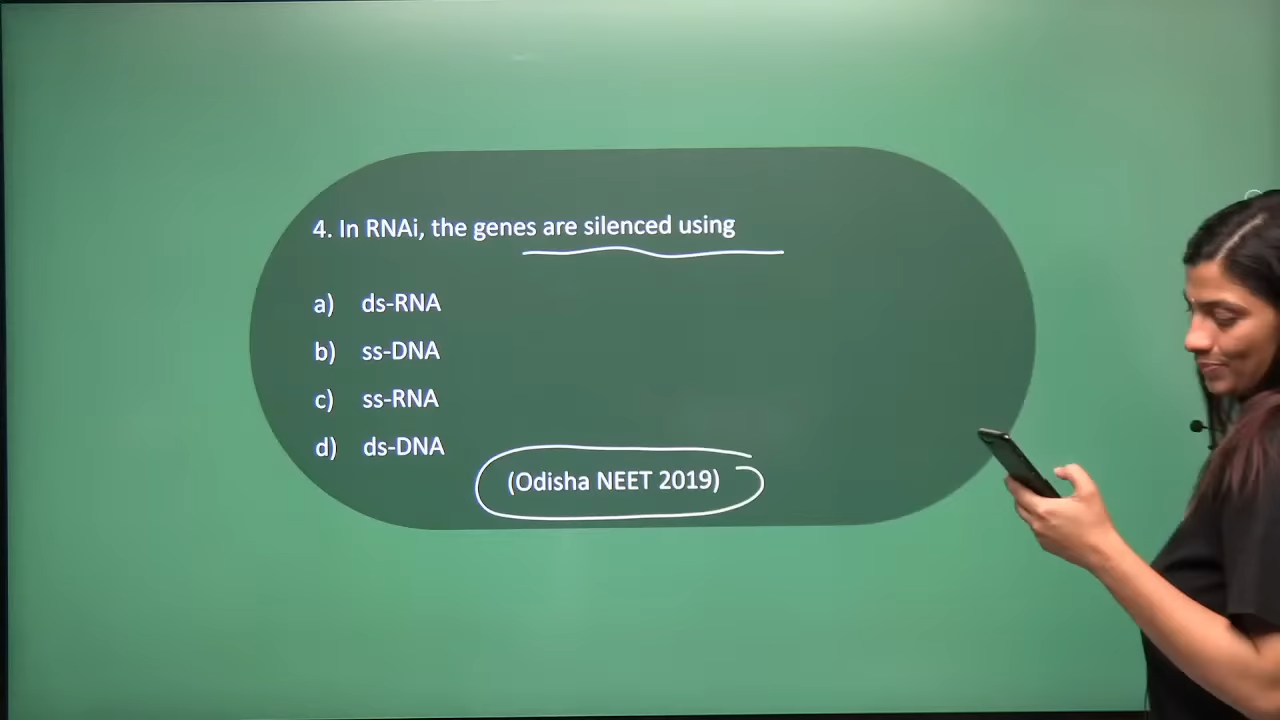 4. In RNAi, the genes are silenced using
a) ds-RNA
b) ss-DNA
c) ss-RNA
d) ds-DNA
(Odisha NEET 2019)